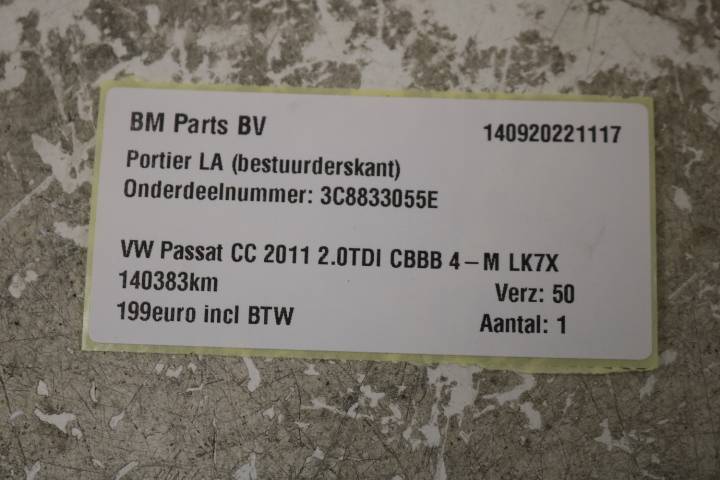 BM Parts BV 140920221117
Portier LA (bestuurderskant)
Onderdeelnummer: 3C8833055E
VW Passat CC 2011 2.0TDI CBBB 4-M LK7X
140383km Verz: 50
199euro incl BTW Aantal: 1